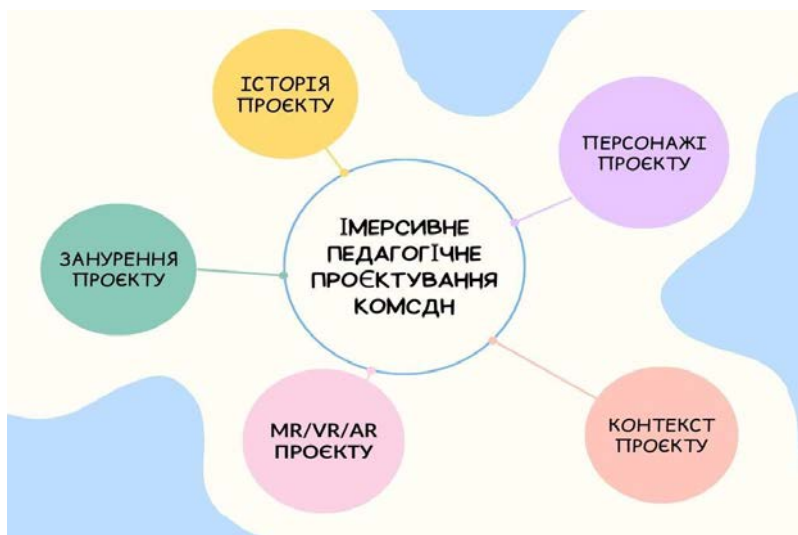 ІСТОРІЯ
ПРОЄКТУ
ПЕРСОНАЖІ
ПРОЄКТУ
ІМЕРСИВНЕ
ПЕДАГОГІЧНЕ
ПРОЄКТУВАННЯ
КОМСДН
ЗАНУРЕННЯ
ПРОЄКТУ
MR/VR/AR
ПРОЄКТУ
КОНТЕКСТ
ПРОЄКТУ